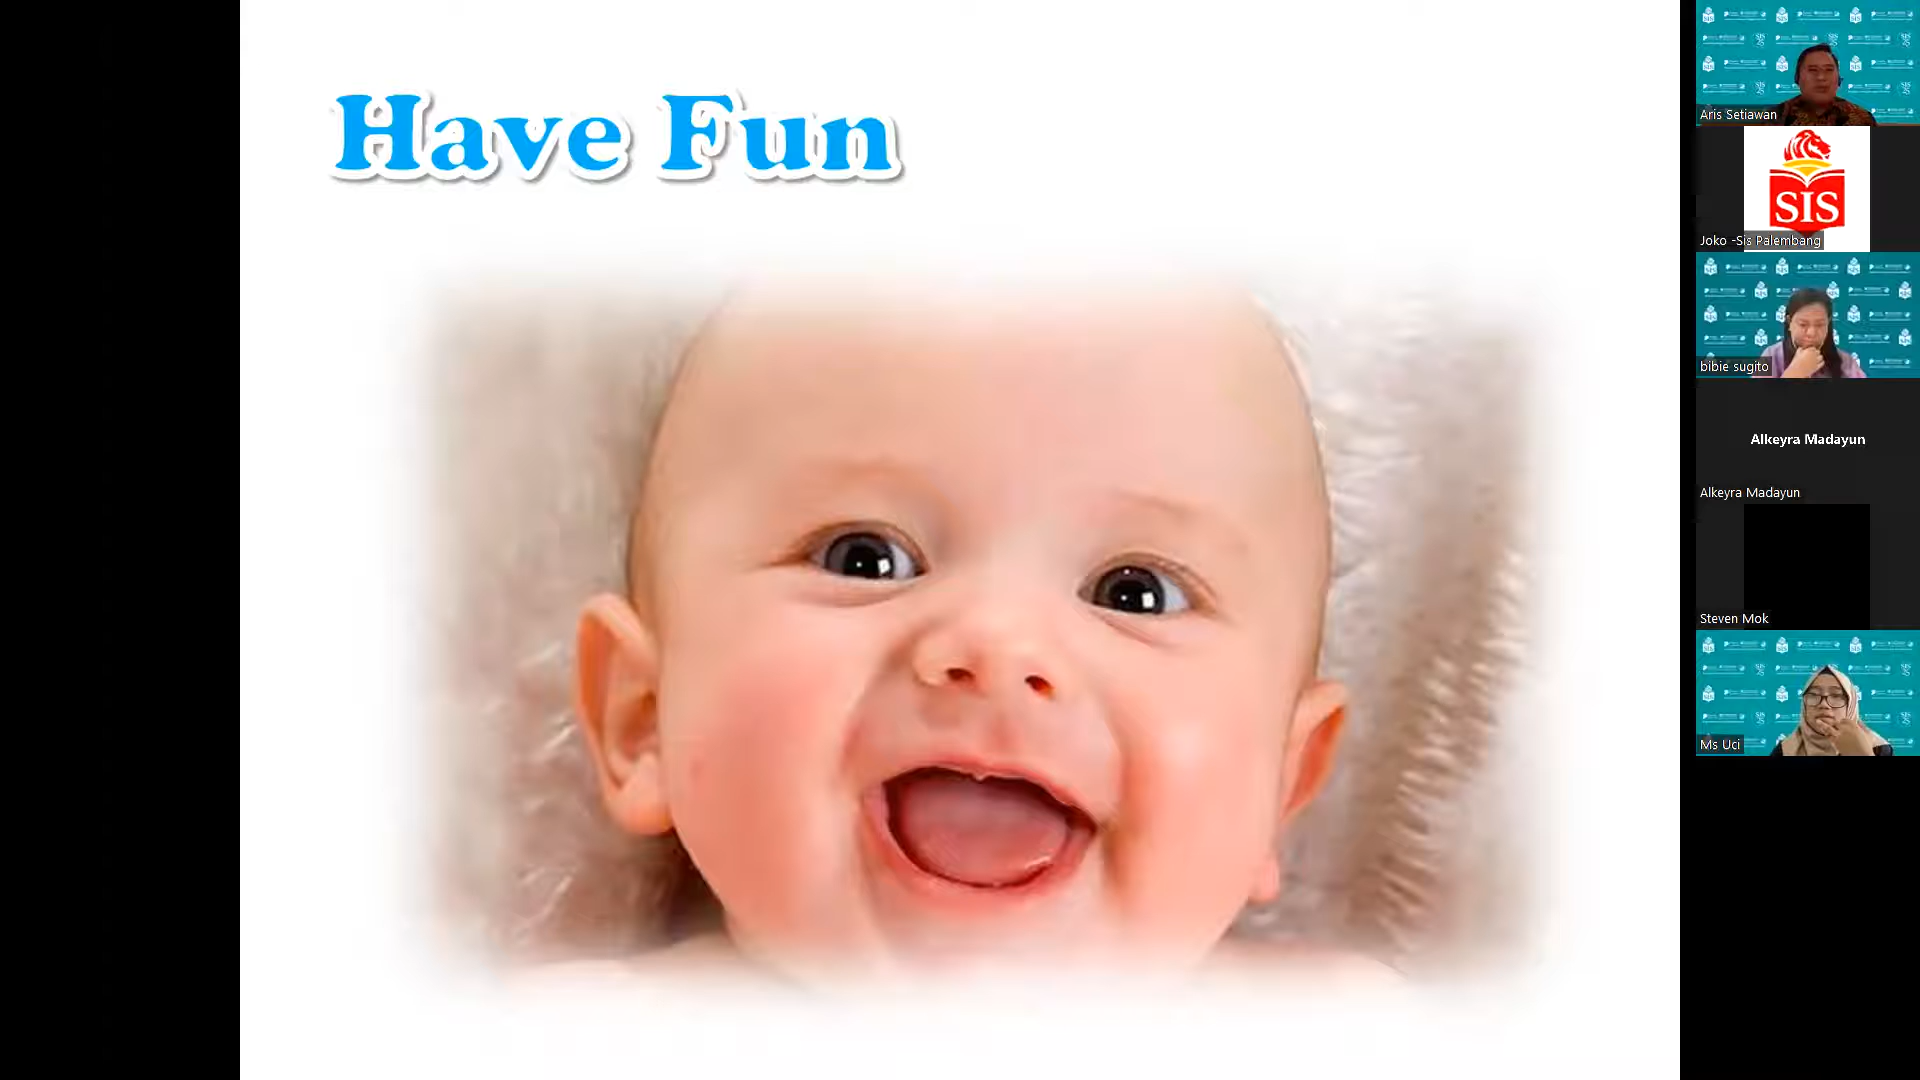 Have Fun
Aris Setiawan
SIS
Joko -Sis Palembang
bibie sugito
Alkeyra Madayun
Alkeyra Madayun
Steven Mok
Ms Uci